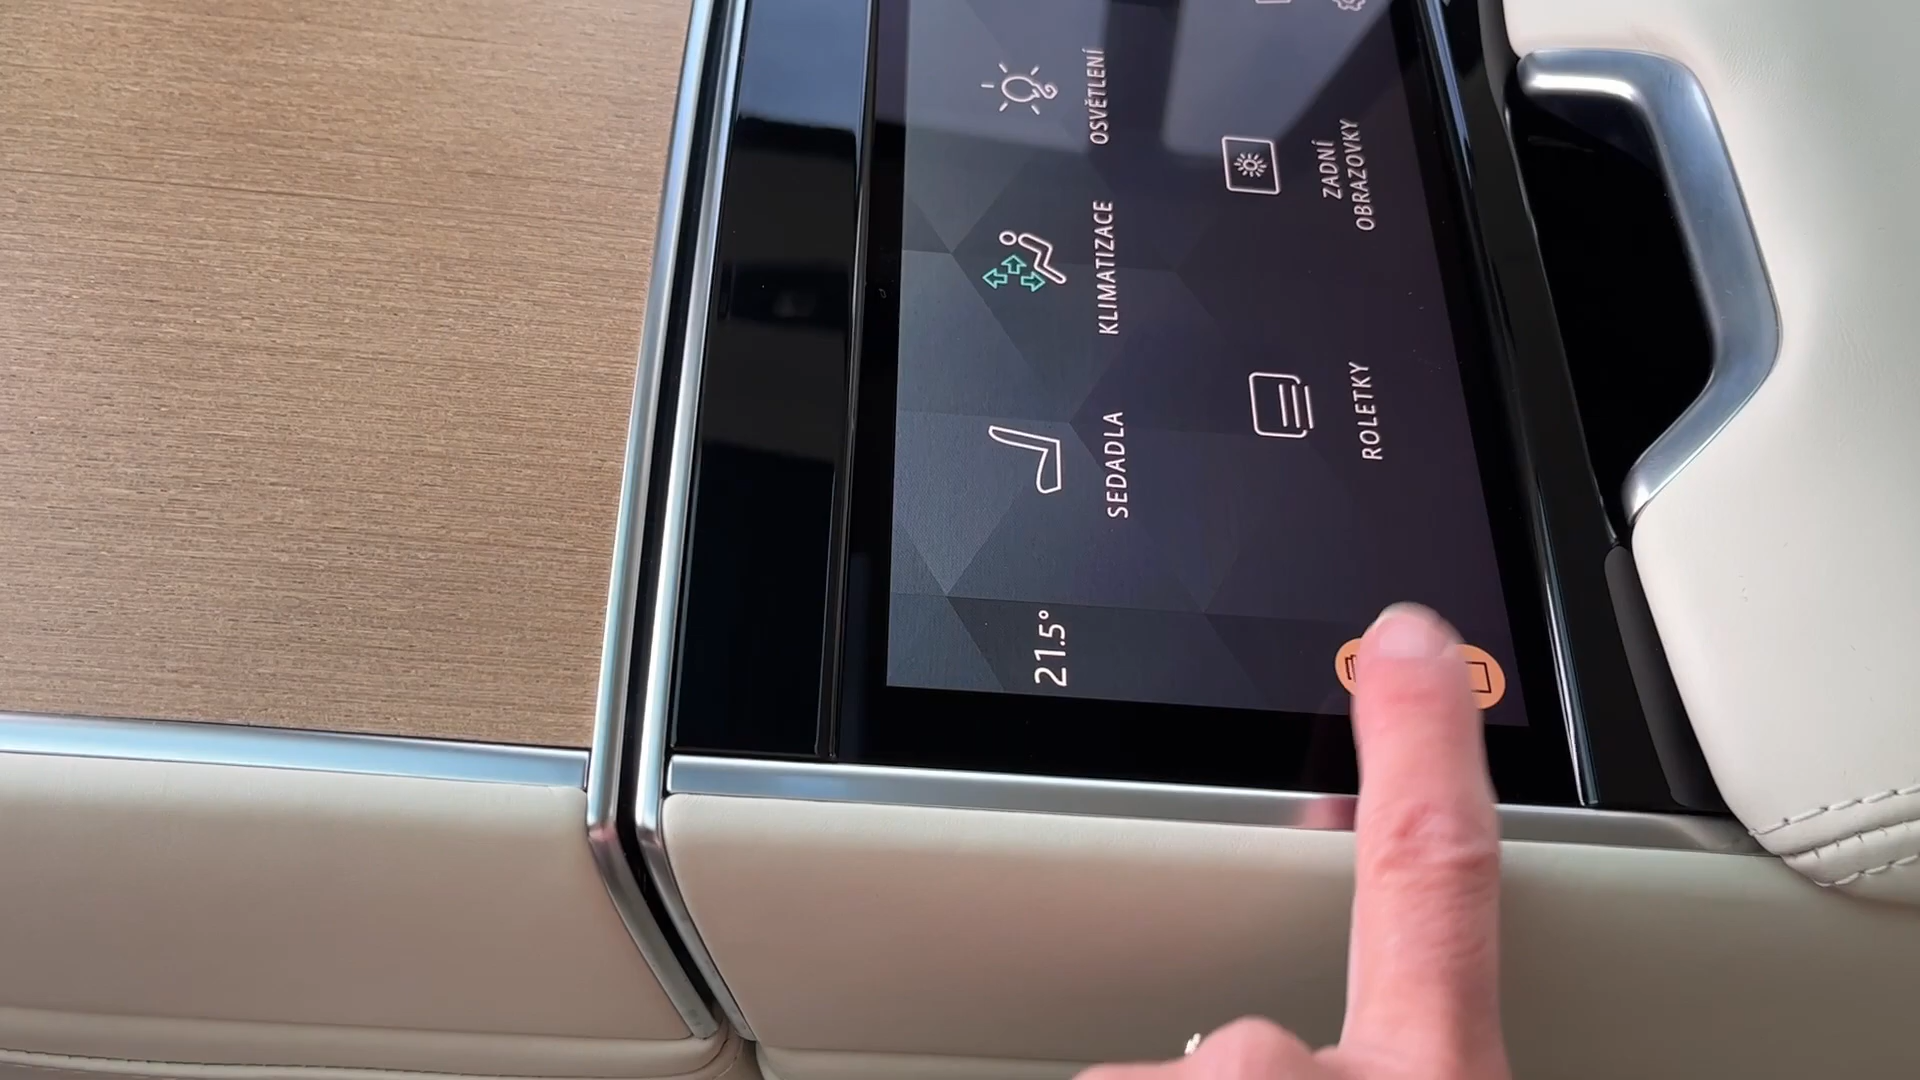 21.5°
SEDADLA
KLIMATIZACE
OSVĚTLENÍ
ROLETKY
ZADNÍ
OBRAZOVKY